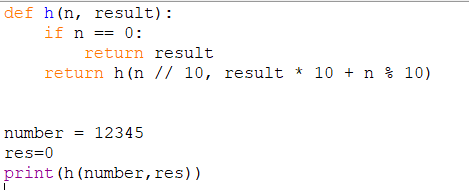 def h(n, result):
    if n == 0:
        return result
    return h(n // 10, result * 10 + n % 10)
number = 12345
res=0
print(h(number,res))